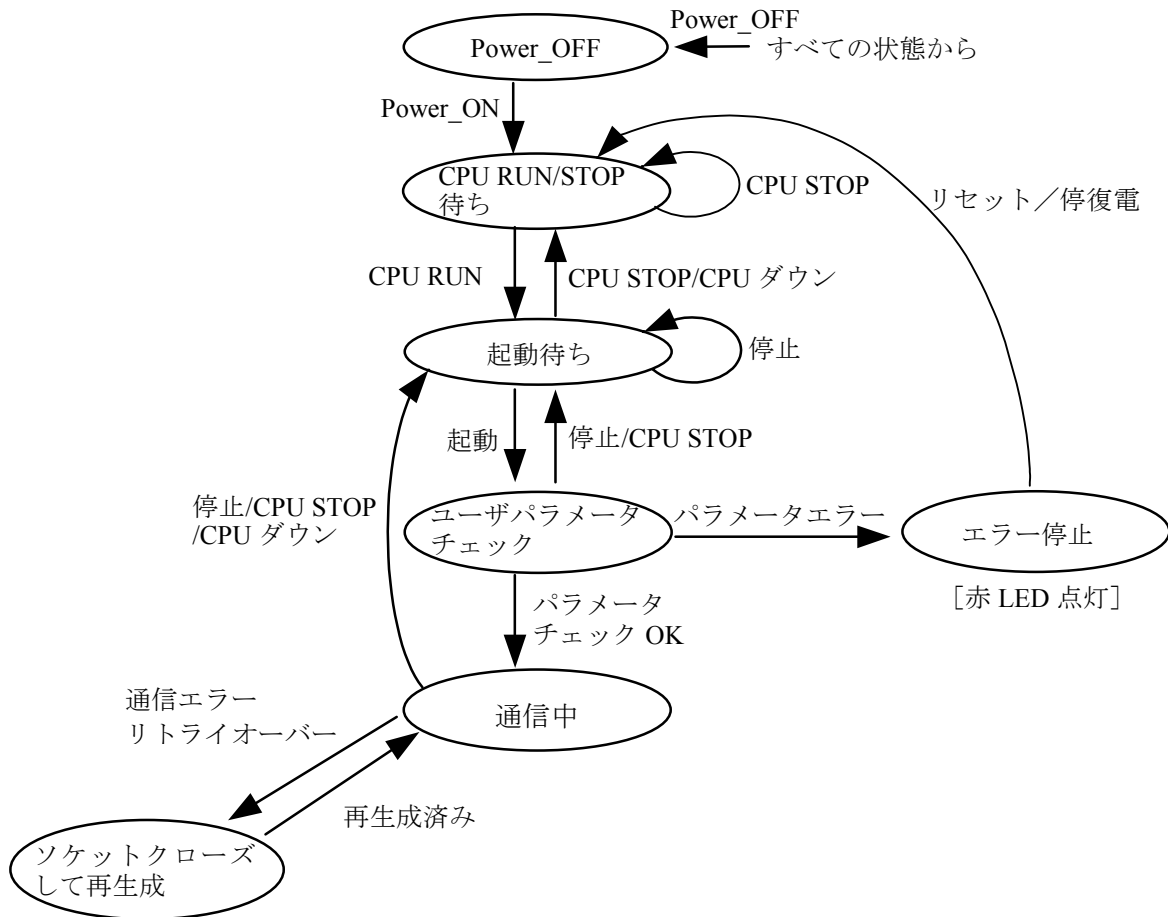 Power_OFF
Power_OFF
すべての状態から
Power_ON
CPU RUN/STOP
待ち
CPU STOP
リセット／停復電
CPU RUN
CPU STOP/CPU ダウン
起動待ち
停止
起動
停止/CPU STOP
停止/CPU STOP
/CPU ダウン
ユーザパラメータ
チェック
パラメータエラー
エラー停止
［赤 LED 点灯］
パラメータ
チェック OK
通信エラー
リトライオーバー
通信中
再生成済み
ソケットクローズ
して再生成